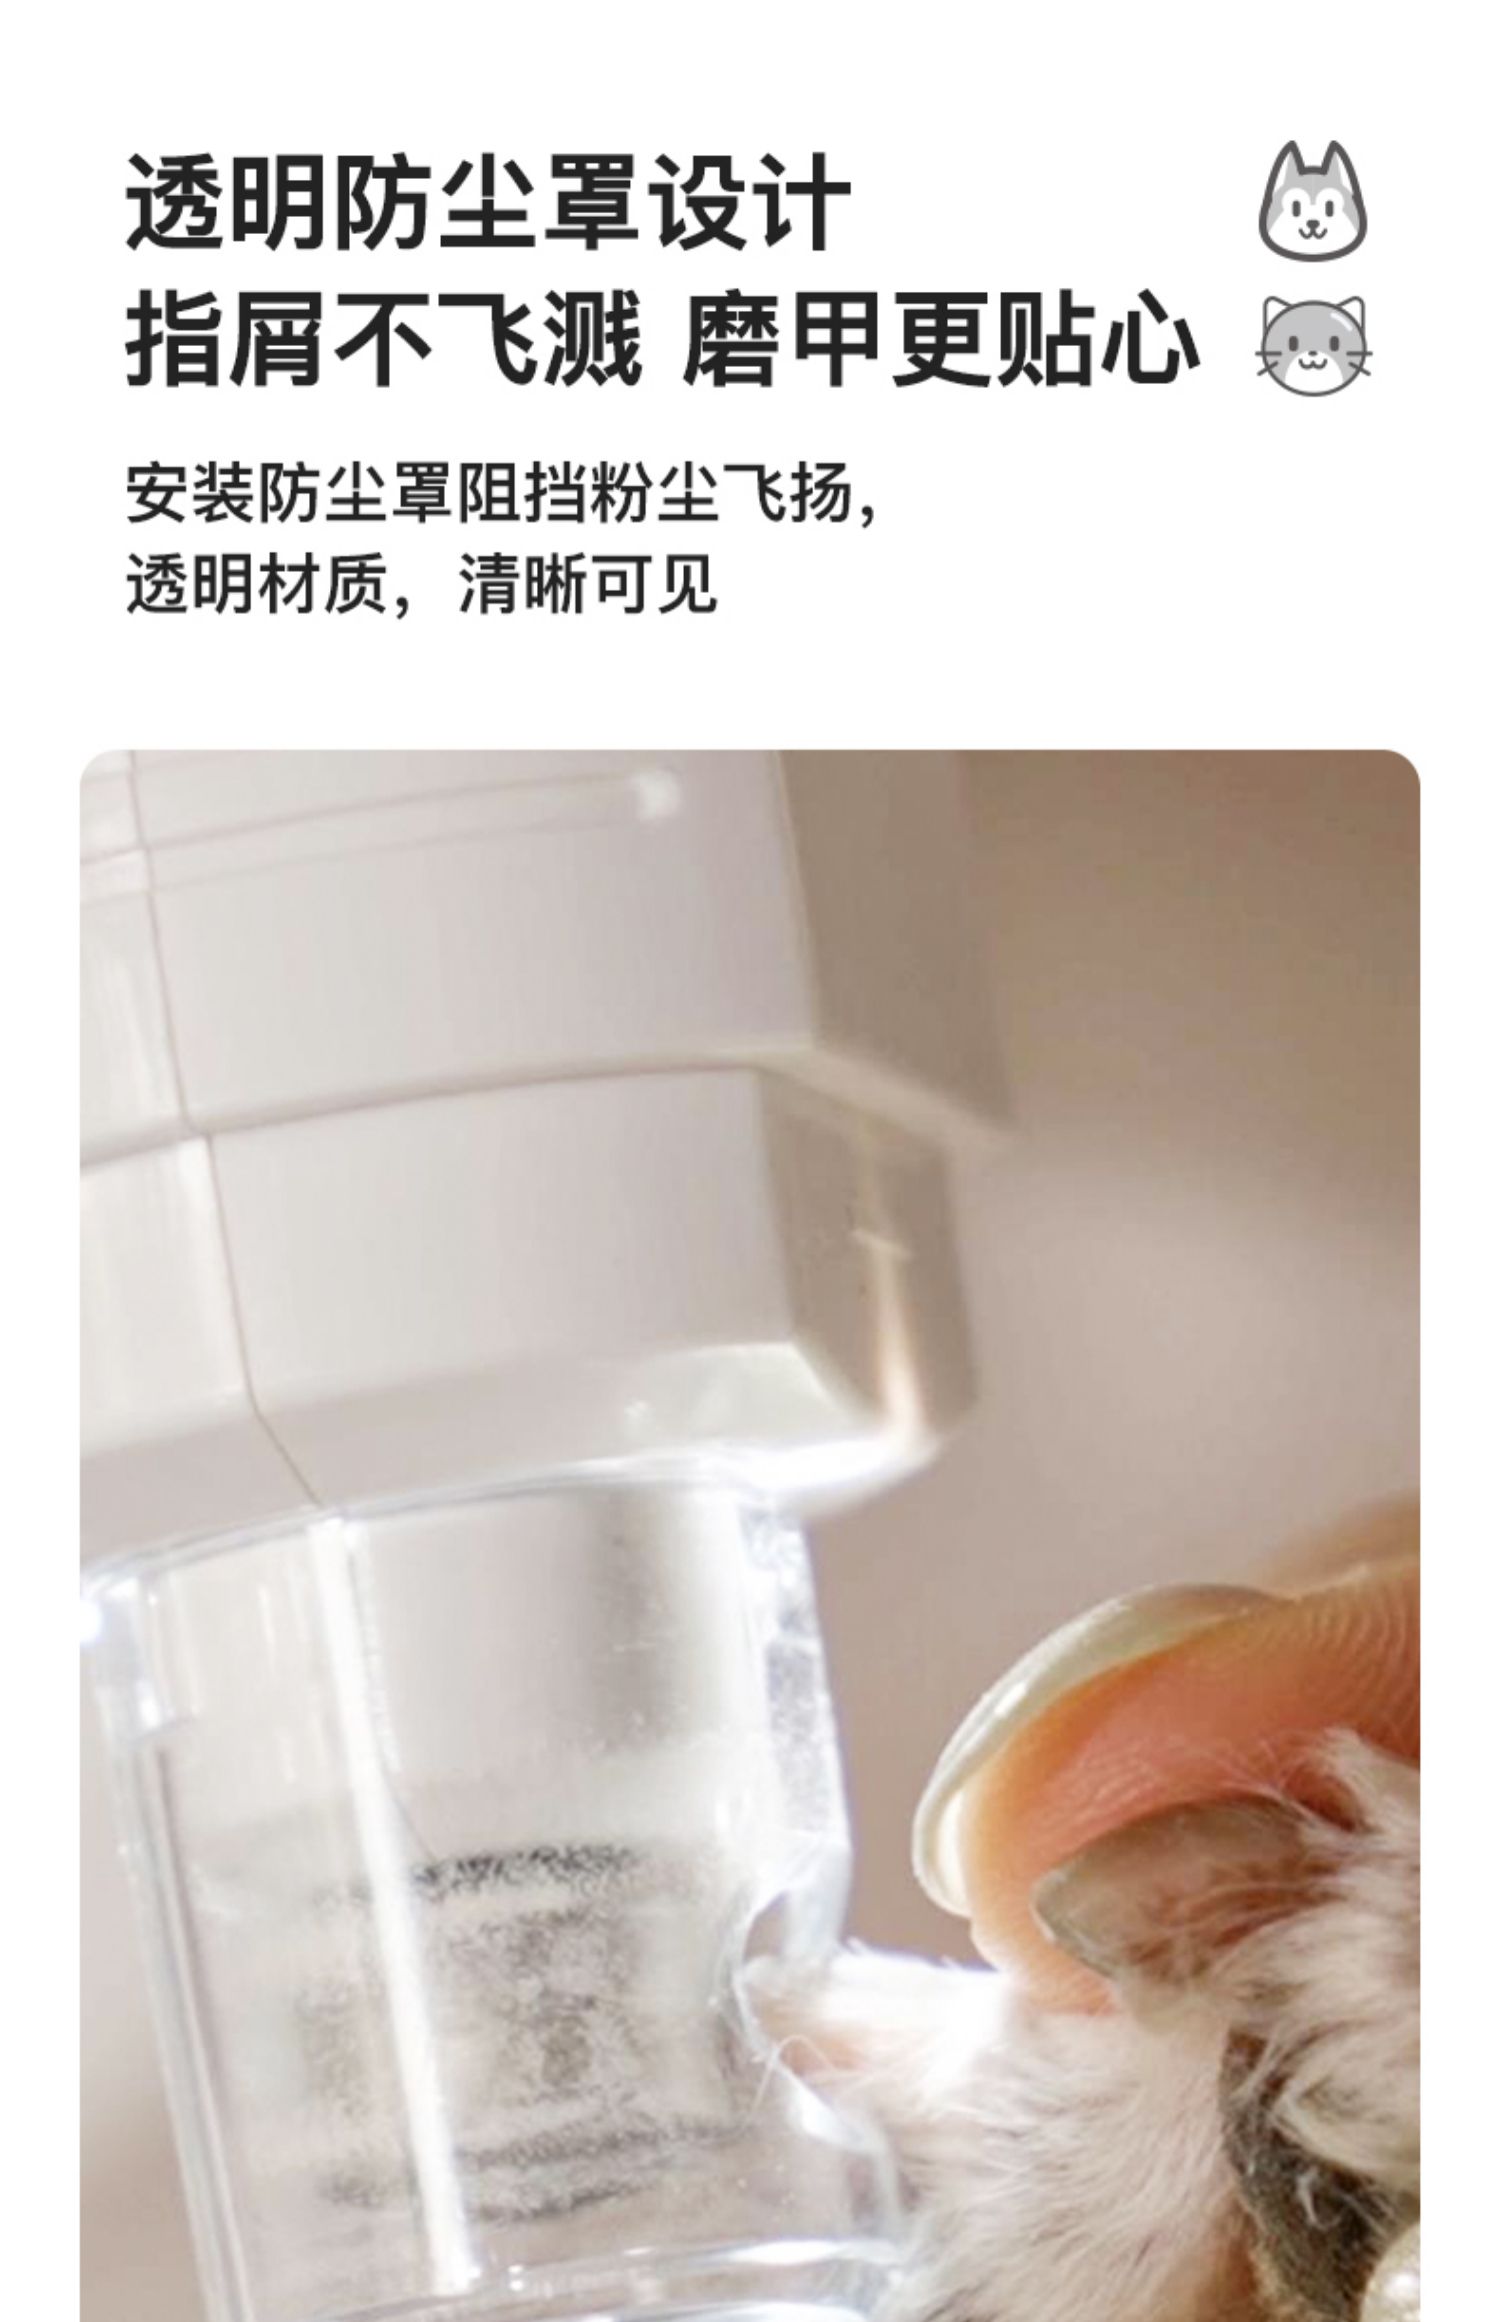 透明防尘罩设计
指屑不飞溅 磨甲更贴心
安装防尘罩阻挡粉尘飞扬，
透明材质，清晰可见